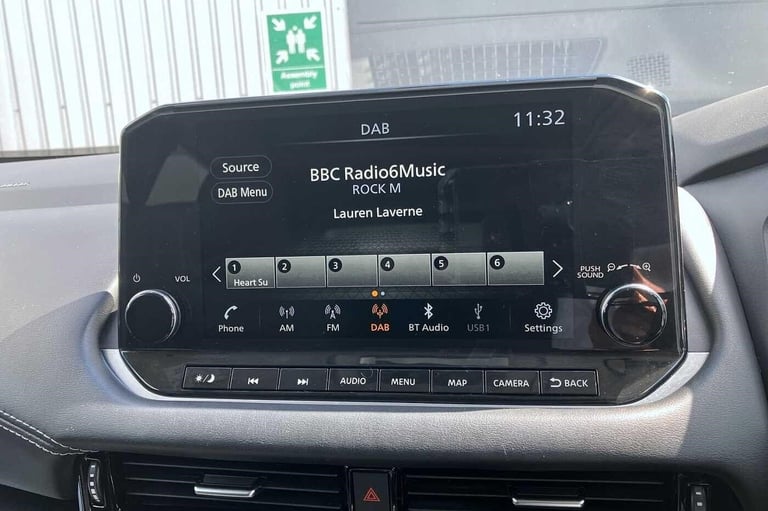 Assembly
point
DAB
11:32
Source
BBC Radio6Music
ROCK M
DAB Menu
Lauren Laverne
1 2 3 4 5 6
Heart Su
VOL
PUSH
SOUND
Phone AM FM DAB BT Audio USB1 Settings
AUDIO MENU MAP CAMERA BACK